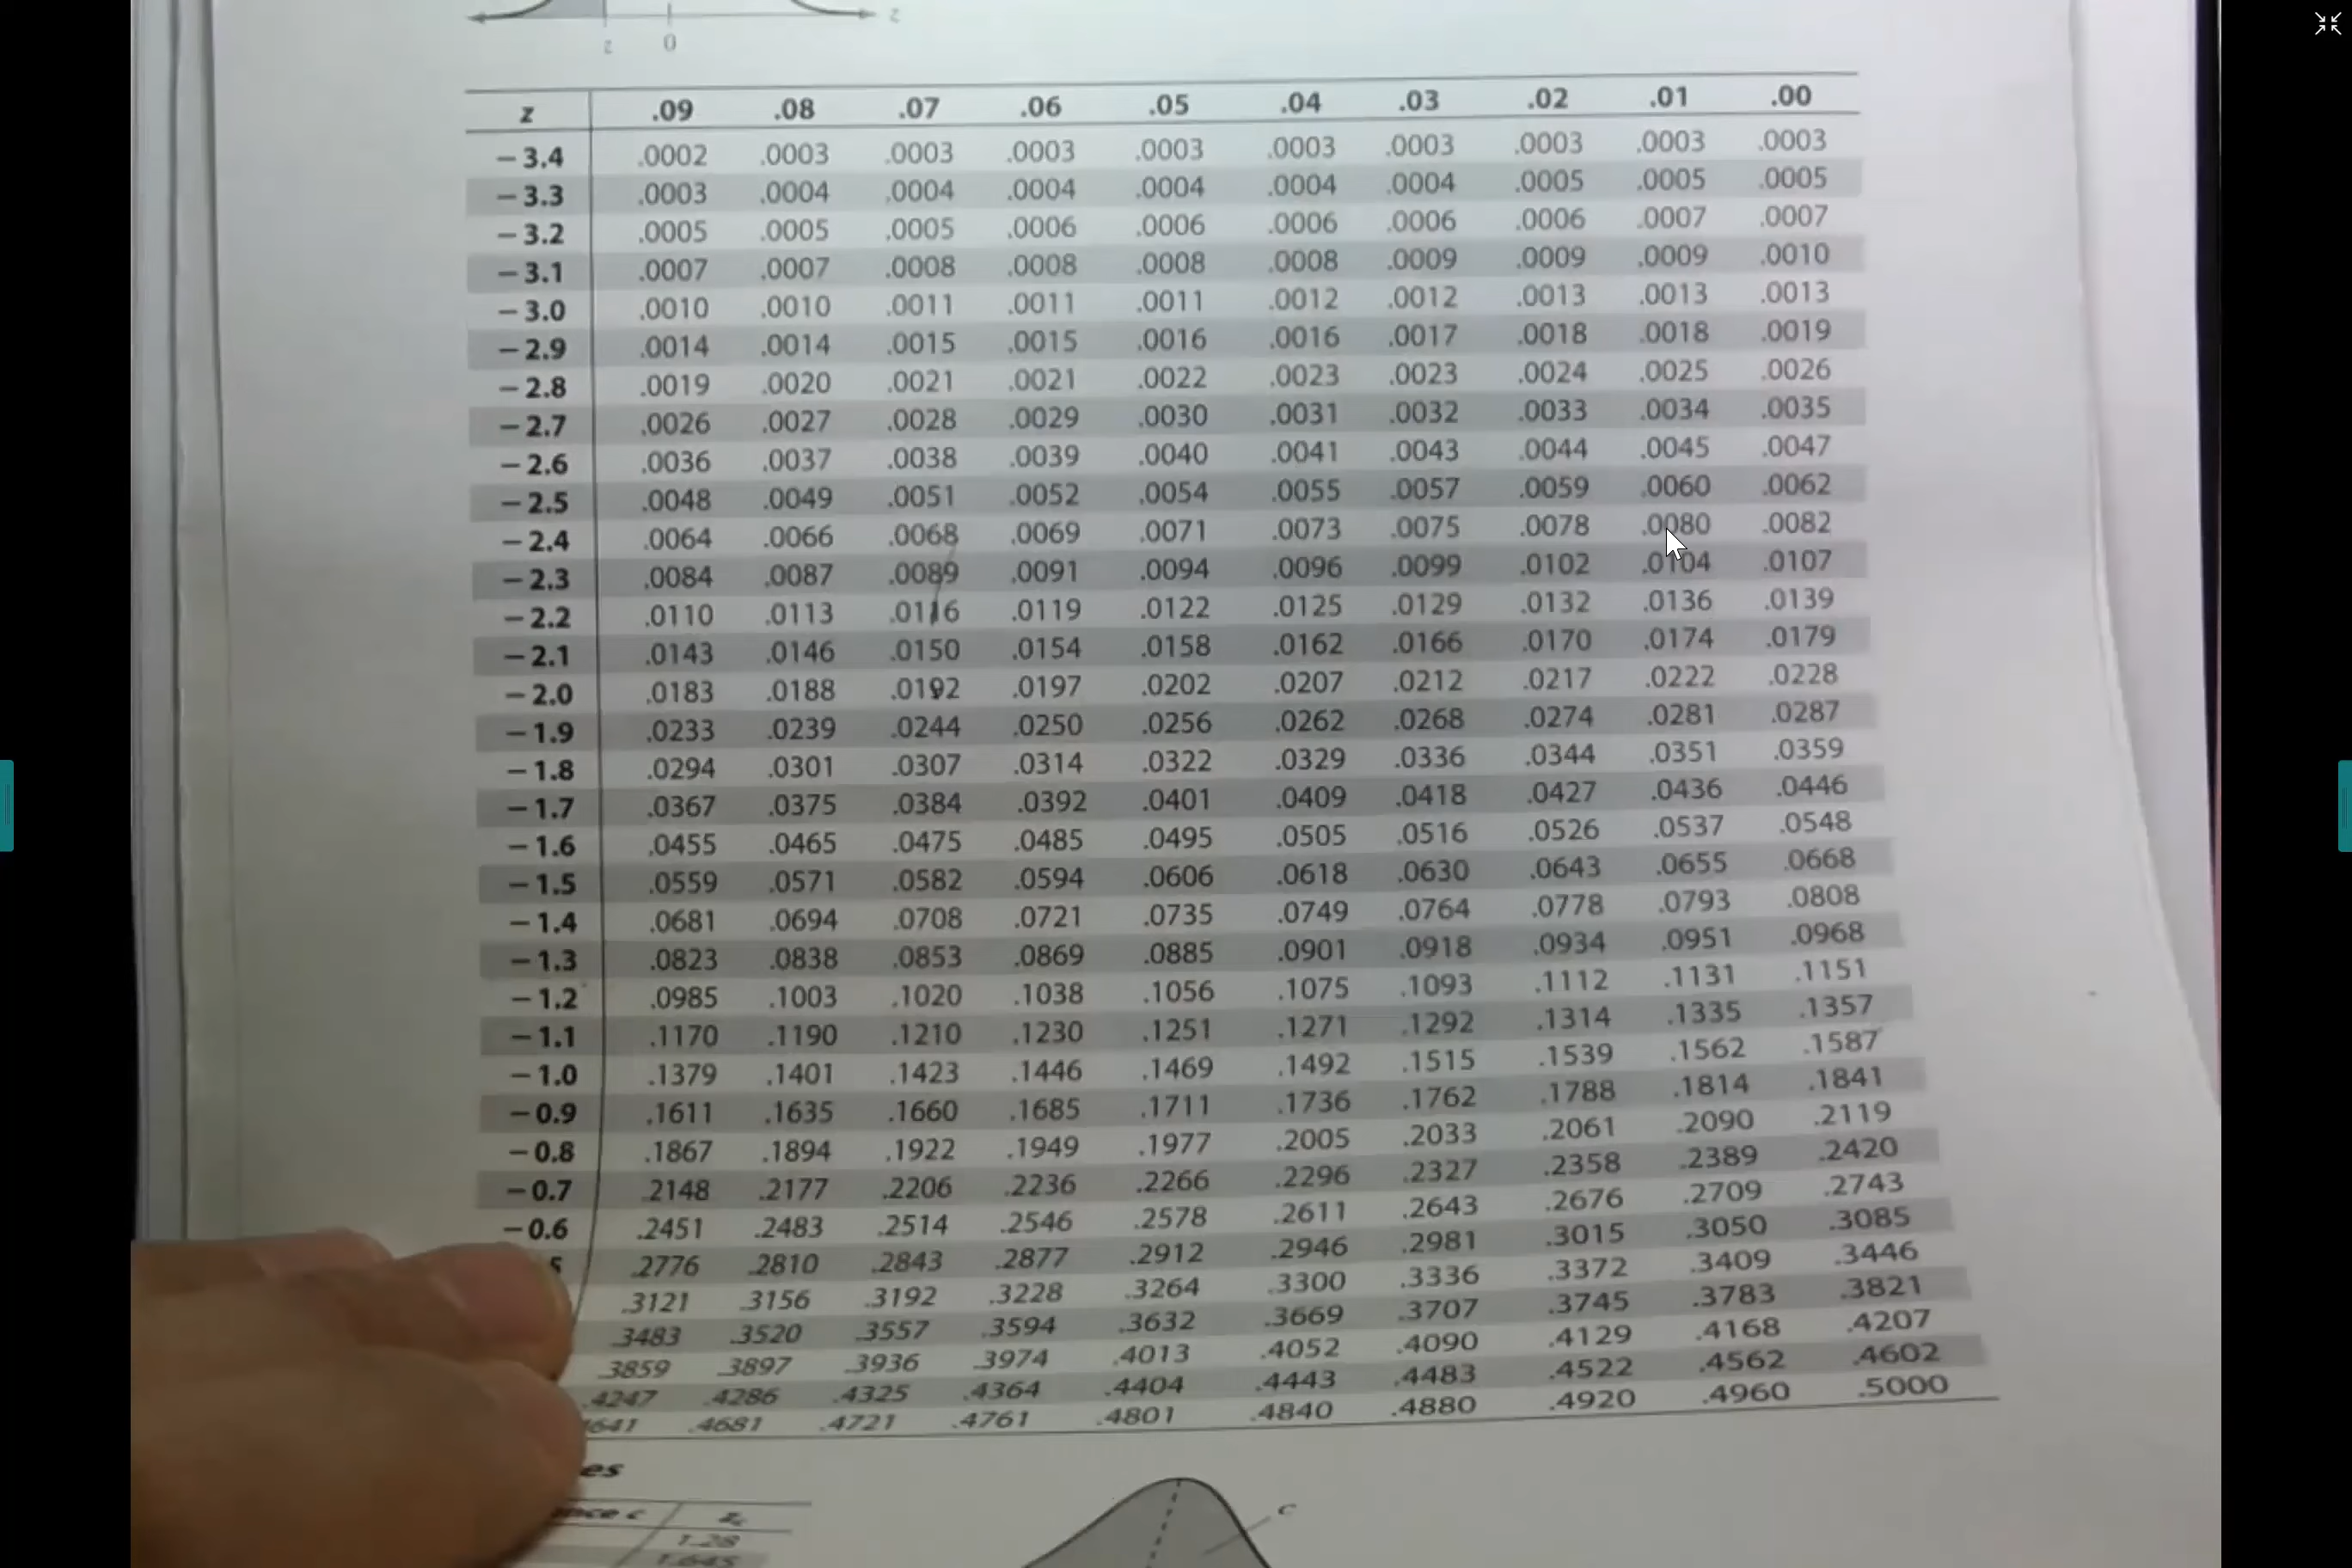 z
z 0
z .09 .08 .07 .06 .05 .04 .03 .02 .01 .00
−3.4 .0002 .0003 .0003 .0003 .0003 .0003 .0003 .0003 .0003 .0003
−3.3 .0003 .0004 .0004 .0004 .0004 .0004 .0004 .0005 .0005 .0005
−3.2 .0005 .0005 .0005 .0006 .0006 .0006 .0006 .0006 .0007 .0007
−3.1 .0007 .0007 .0008 .0008 .0008 .0008 .0009 .0009 .0009 .0010
−3.0 .0010 .0010 .0011 .0011 .0011 .0012 .0012 .0013 .0013 .0013
−2.9 .0014 .0014 .0015 .0015 .0016 .0016 .0017 .0018 .0018 .0019
−2.8 .0019 .0020 .0021 .0021 .0022 .0023 .0023 .0024 .0025 .0026
−2.7 .0026 .0027 .0028 .0029 .0030 .0031 .0032 .0033 .0034 .0035
−2.6 .0036 .0037 .0038 .0039 .0040 .0041 .0043 .0044 .0045 .0047
−2.5 .0048 .0049 .0051 .0052 .0054 .0055 .0057 .0059 .0060 .0062
−2.4 .0064 .0066 .0068 .0069 .0071 .0073 .0075 .0078 .0080 .0082
−2.3 .0084 .0087 .0089 .0091 .0094 .0096 .0099 .0102 .0104 .0107
−2.2 .0110 .0113 .0116 .0119 .0122 .0125 .0129 .0132 .0136 .0139
−2.1 .0143 .0146 .0150 .0154 .0158 .0162 .0166 .0170 .0174 .0179
−2.0 .0183 .0188 .0192 .0197 .0202 .0207 .0212 .0217 .0222 .0228
−1.9 .0233 .0239 .0244 .0250 .0256 .0262 .0268 .0274 .0281 .0287
−1.8 .0294 .0301 .0307 .0314 .0322 .0329 .0336 .0344 .0351 .0359
−1.7 .0367 .0375 .0384 .0392 .0401 .0409 .0418 .0427 .0436 .0446
−1.6 .0455 .0465 .0475 .0485 .0495 .0505 .0516 .0526 .0537 .0548
−1.5 .0559 .0571 .0582 .0594 .0606 .0618 .0630 .0643 .0655 .0668
−1.4 .0681 .0694 .0708 .0721 .0735 .0749 .0764 .0778 .0793 .0808
−1.3 .0823 .0838 .0853 .0869 .0885 .0901 .0918 .0934 .0951 .0968
−1.2 .0985 .1003 .1020 .1038 .1056 .1075 .1093 .1112 .1131 .1151
−1.1 .1170 .1190 .1210 .1230 .1251 .1271 .1292 .1314 .1335 .1357
−1.0 .1379 .1401 .1423 .1446 .1469 .1492 .1515 .1539 .1562 .1587
−0.9 .1611 .1635 .1660 .1685 .1711 .1736 .1762 .1788 .1814 .1841
−0.8 .1867 .1894 .1922 .1949 .1977 .2005 .2033 .2061 .2090 .2119
−0.7 .2148 .2177 .2206 .2236 .2266 .2296 .2327 .2358 .2389 .2420
−0.6 .2451 .2483 .2514 .2546 .2578 .2611 .2643 .2676 .2709 .2743
5 .2776 .2810 .2843 .2877 .2912 .2946 .2981 .3015 .3050 .3085
.3121 .3156 .3192 .3228 .3264 .3300 .3336 .3372 .3409 .3446
.3483 .3520 .3557 .3594 .3632 .3669 .3707 .3745 .3783 .3821
.3859 .3897 .3936 .3974 .4013 .4052 .4090 .4129 .4168 .4207
.4247 .4286 .4325 .4364 .4404 .4443 .4483 .4522 .4562 .4602
4641 .4681 .4721 .4761 .4801 .4840 .4880 .4920 .4960 .5000
es
nce c zc
1.28
1.645
c